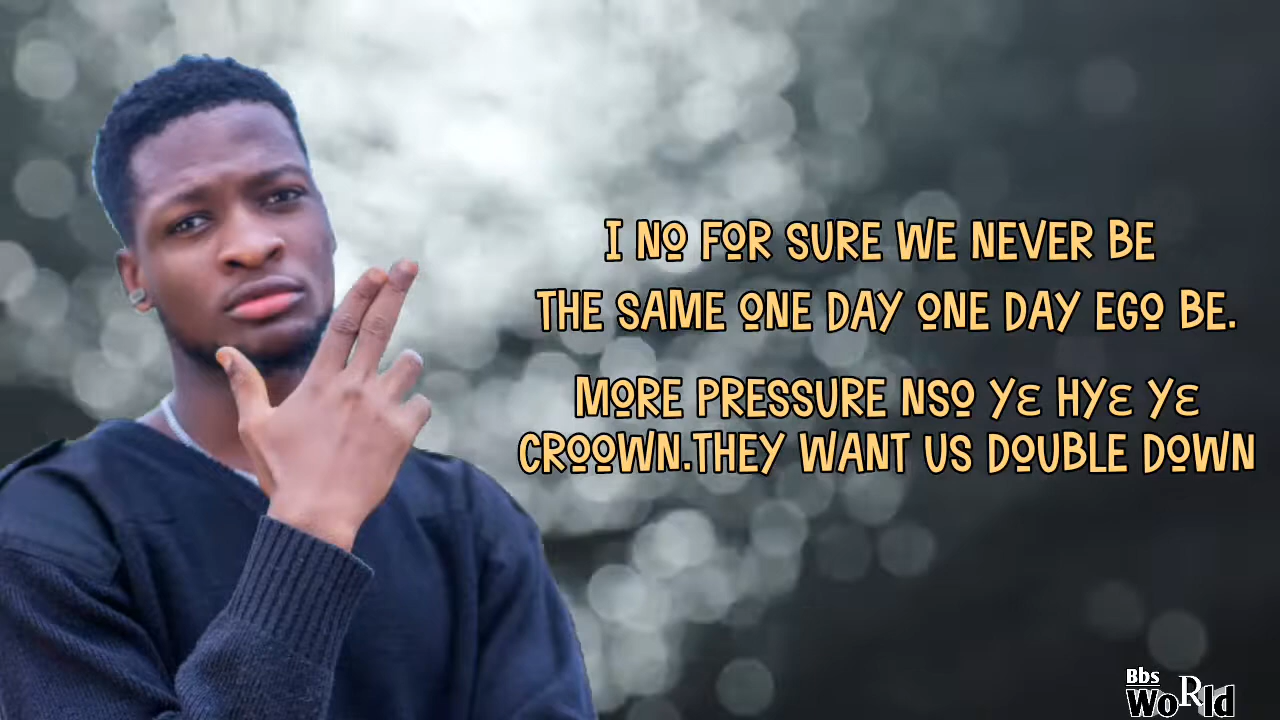 I NO FOR SURE WE NEVER BE
THE SAME ONE DAY ONE DAY EGO BE.
MORE PRESSURE NSO Yɛ HYɛ Yɛ
CROOWN.THEY WANT US DOUBLE DOWN
Bbs
WoRld